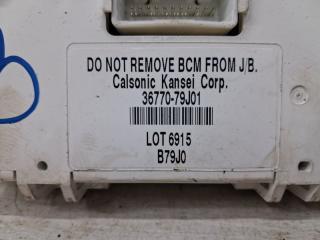 DO NOT REMOVE BCM FROM J/B.
Calsonic Kansei Corp.
36770-79J01
LOT 6915
B79J0